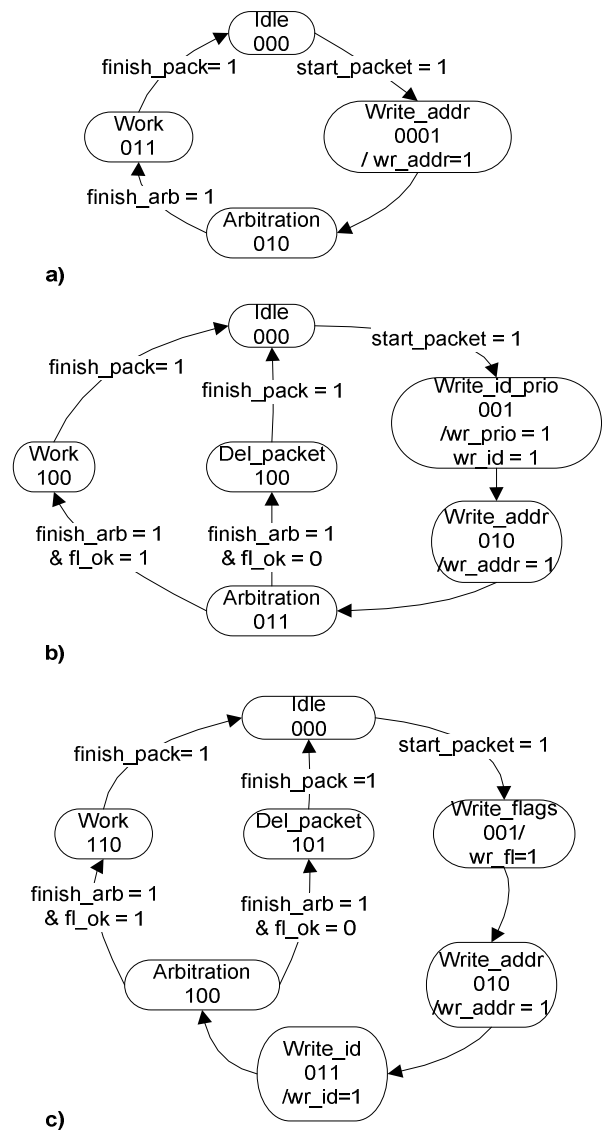 Idle
000
finish_pack= 1
start_packet = 1
Work
011
Write_addr
0001
/ wr_addr=1
finish_arb = 1
Arbitration
010
a)
Idle
000
start_packet = 1
finish_pack= 1
finish_pack = 1
Write_id_prio
001
/wr_prio = 1
wr_id = 1
Work
100
Del_packet
100
Write_addr
010
/wr_addr = 1
finish_arb = 1
& fl_ok = 1
finish_arb = 1
& fl_ok = 0
Arbitration
011
b)
Idle
000
finish_pack= 1
start_packet = 1
finish_pack =1
Write_flags
001/
wr_fl=1
Work
110
Del_packet
101
finish_arb = 1
& fl_ok = 1
finish_arb = 1
& fl_ok = 0
Arbitration
100
Write_addr
010
/wr_addr = 1
Write_id
011
/wr_id=1
c)